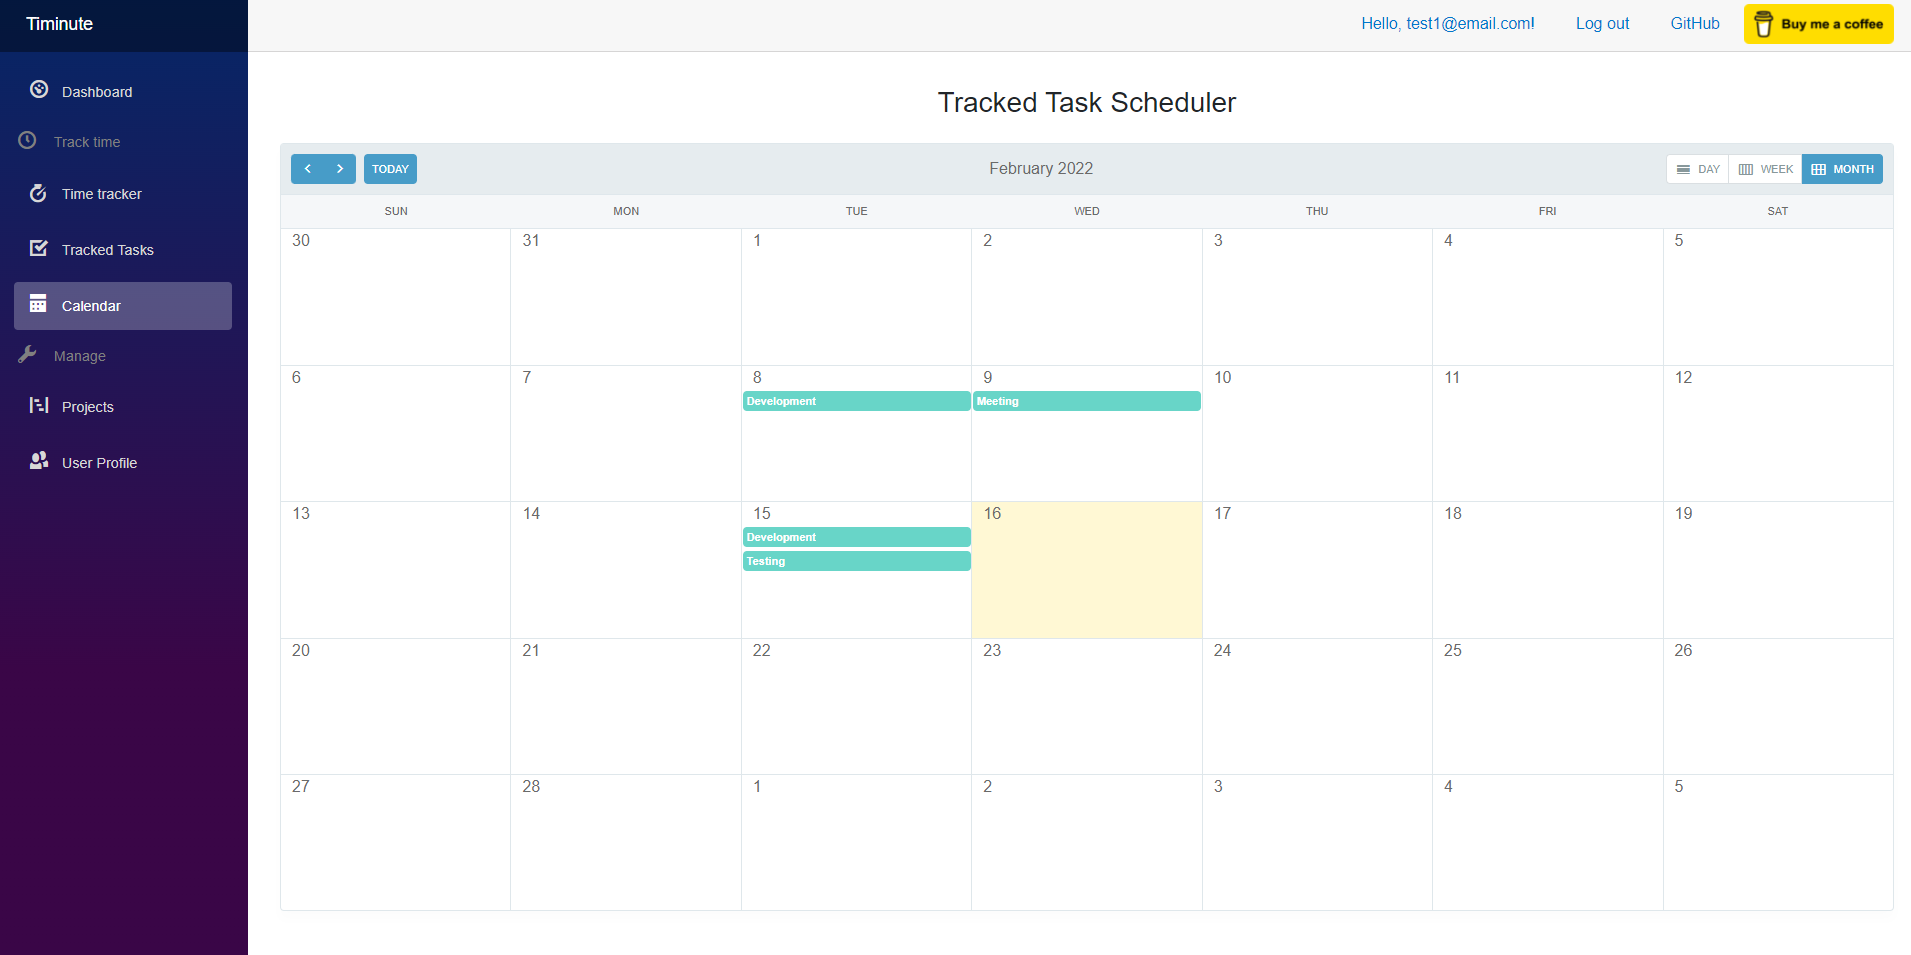 Timinute
Hello, test1@email.com!
Log out
GitHub
Buy me a coffee
Dashboard
Track time
Time tracker
Tracked Tasks
Calendar
Manage
Projects
User Profile
Tracked Task Scheduler
TODAY
February 2022
DAY
WEEK
MONTH
SUN MON TUE WED THU FRI SAT
30 31 1 2 3 4 5
6 7 8 9 10 11 12
Development
Meeting
13 14 15 16 17 18 19
Development
Testing
20 21 22 23 24 25 26
27 28 1 2 3 4 5